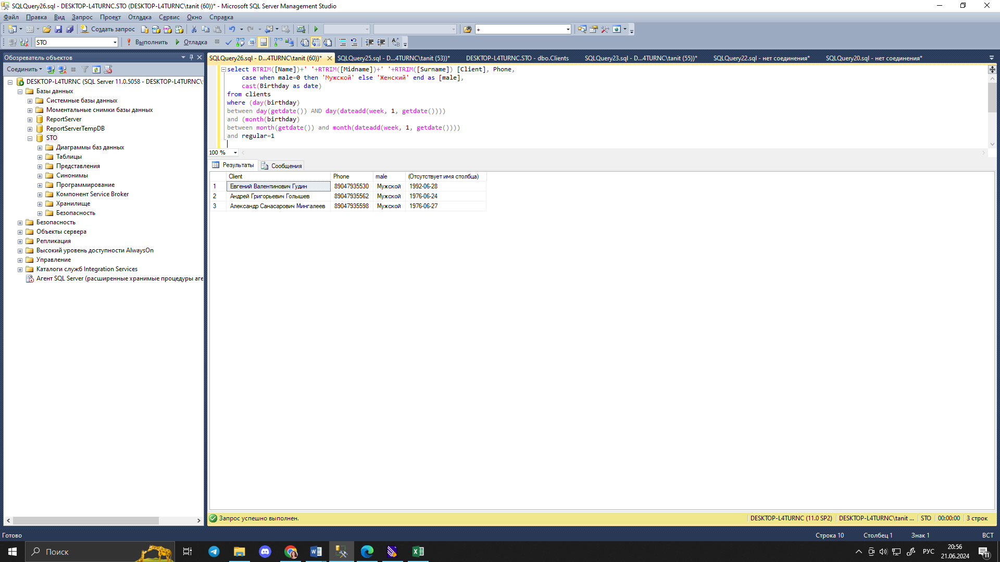 SQLQuery26.sql - DESKTOP-L4TURNC.STO (DESKTOP-L4TURNC\tanit (60))* - Microsoft SQL Server Management Studio
Файл Правка Вид Запрос Проект Отладка Сервис Окно Справка
Создать запрос +
STO Выполнить Отладка
Обозреватель объектов
Соединить
DESKTOP-L4TURNC (SQL Server 11.0.5058 - DESKTOP-L4TURNC\
Базы данных
Системные базы данных
Моментальные снимки базы данных
ReportServer
ReportServerTempDB
STO
Диаграммы баз данных
Таблицы
Представления
Синонимы
Программирование
Компонент Service Broker
Хранилище
Безопасность
Безопасность
Объекты сервера
Репликация
Высокий уровень доступности AlwaysOn
Управление
Каталоги служб Integration Services
Агент SQL Server (расширенные хранимые процедуры аге
SQLQuery26.sql - D...4TURNC\tanit (60))* SQLQuery25.sql - D...4TURNC\tanit (53))* DESKTOP-L4TURNC.STO - dbo.Clients SQLQuery23.sql - D...4TURNC\tanit (55))* SQLQuery22.sql - нет соединения* SQLQuery20.sql - нет соединения*
select RTRIM([Name])+' '+RTRIM([Midname])+' '+RTRIM([Surname]) [Client], Phone,
case when male=0 then 'Мужской' else 'Женский' end as [male],
cast(Birthday as date)
from clients
where (day(birthday)
between day(getdate()) AND day(dateadd(week, 1, getdate())))
and (month(birthday)
between month(getdate()) and month(dateadd(week, 1, getdate())))
and regular=1
100 %
Результаты Сообщения
Client Phone male (Отсутствует имя столбца)
1 Евгений Валентинович Гудин 89047935530 Мужской 1992-06-28
2 Андрей Григорьевич Голышев 89047935562 Мужской 1976-06-24
3 Александр Санасарович Мингалеев 89047935598 Мужской 1976-06-27
Запрос успешно выполнен. DESKTOP-L4TURNC (11.0 SP2) DESKTOP-L4TURNC\tanit ... STO 00:00:00 3 строк
Готово Строка 10 Столбец 1 Знак 1 ВСТ
Поиск РУС 20:56
21.06.2024 11